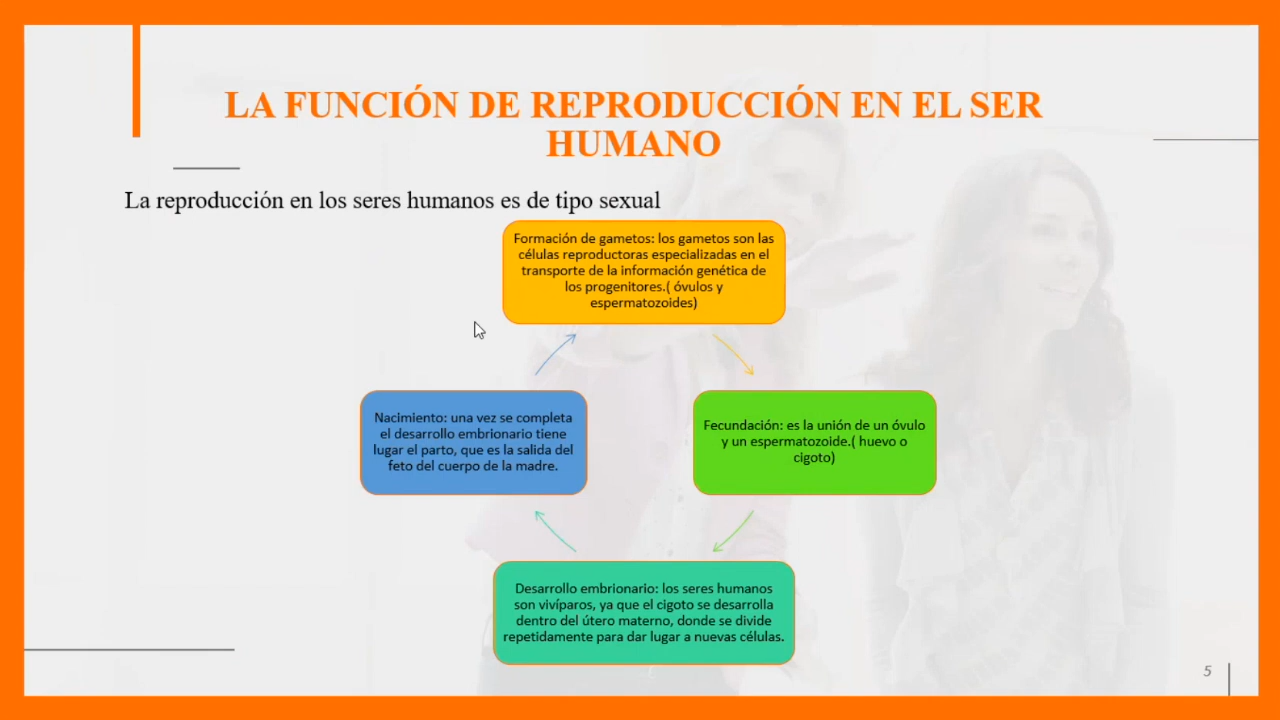 LA FUNCIÓN DE REPRODUCCIÓN EN EL SER
HUMANO
La reproducción en los seres humanos es de tipo sexual
Formación de gametos: los gametos son las
células reproductoras especializadas en el
transporte de la información genética de
los progenitores.( óvulos y
espermatozoides)
Fecundación: es la unión de un óvulo
y un espermatozoide.( huevo o
cigoto)
Desarrollo embrionario: los seres humanos
son vivíparos, ya que el cigoto se desarrolla
dentro del útero materno, donde se divide
repetidamente para dar lugar a nuevas células.
Nacimiento: una vez se completa
el desarrollo embrionario tiene
lugar el parto, que es la salida del
feto del cuerpo de la madre.
5